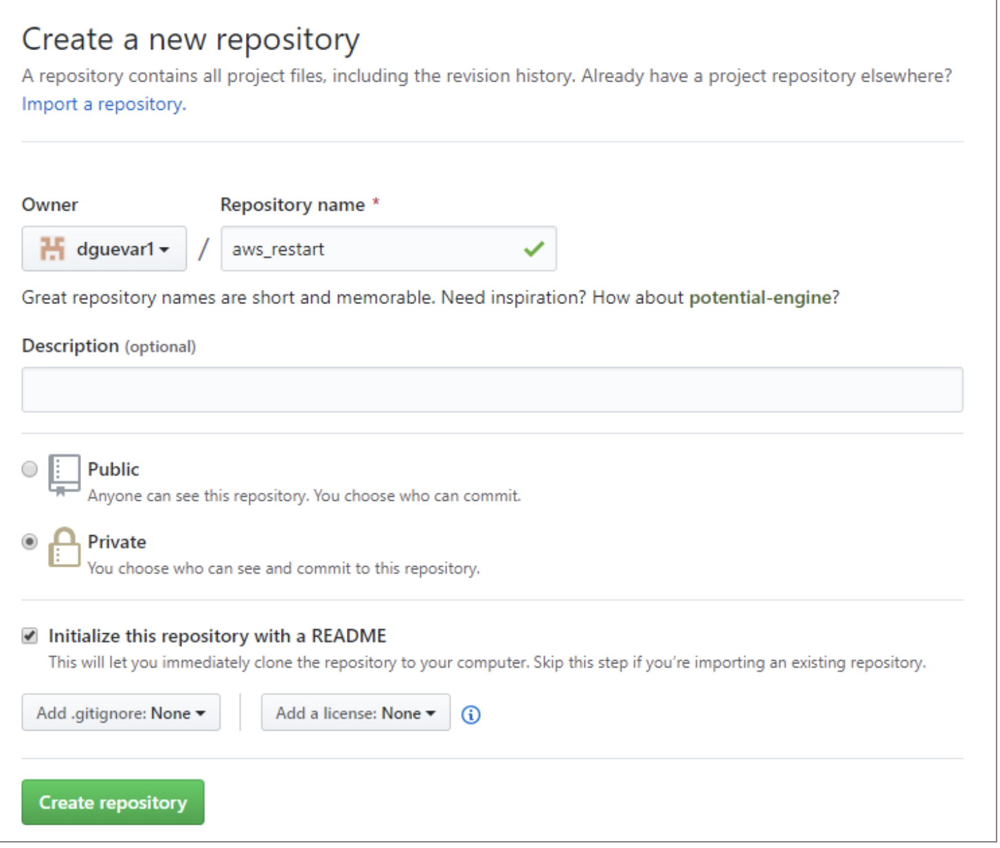 Create a new repository
A repository contains all project files, including the revision history. Already have a project repository elsewhere?
Import a repository.
Owner
Repository name *
dguevar1 / aws_restart
Great repository names are short and memorable. Need inspiration? How about potential-engine?
Description (optional)
Public
Anyone can see this repository. You choose who can commit.
Private
You choose who can see and commit to this repository.
Initialize this repository with a README
This will let you immediately clone the repository to your computer. Skip this step if you're importing an existing repository.
Add .gitignore: None
Add a license: None
Create repository